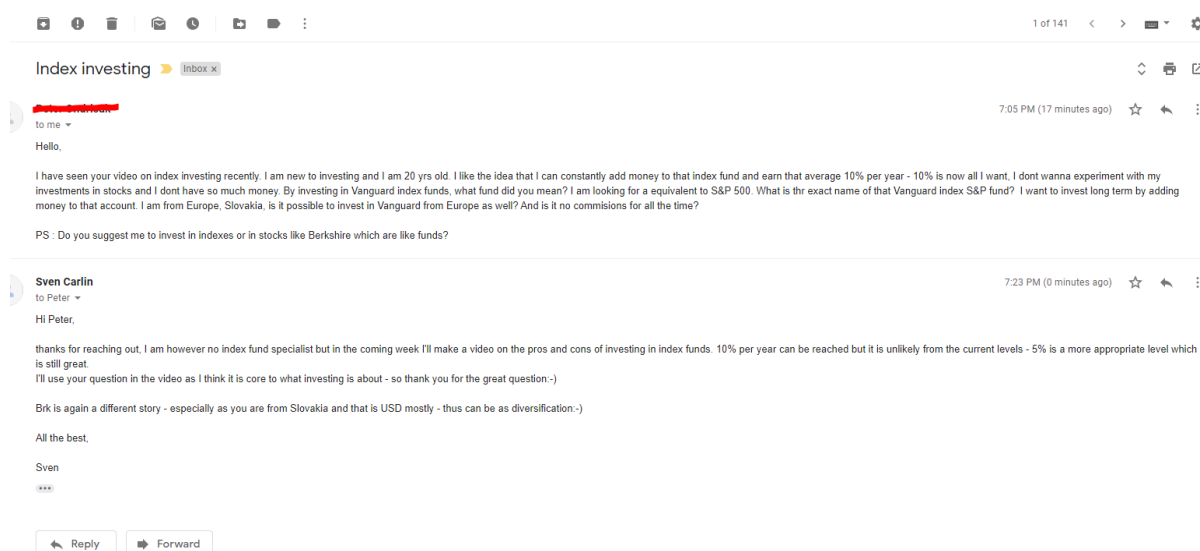 1 of 141
Index investing
Inbox x
7:05 PM (17 minutes ago)
to me
Hello,
I have seen your video on index investing recently. I am new to investing and I am 20 yrs old. I like the idea that I can constantly add money to that index fund and earn that average 10% per year - 10% is now all I want, I dont wanna experiment with my
investments in stocks and I dont have so much money. By investing in Vanguard index funds, what fund did you mean? I am looking for a equivalent to S&P 500. What is thr exact name of that Vanguard index S&P fund? I want to invest long term by adding
money to that account. I am from Europe, Slovakia, is it possible to invest in Vanguard from Europe as well? And is it no commisions for all the time?
PS : Do you suggest me to invest in indexes or in stocks like Berkshire which are like funds?
Sven Carlin
7:23 PM (0 minutes ago)
to Peter
Hi Peter,
thanks for reaching out, I am however no index fund specialist but in the coming week I'll make a video on the pros and cons of investing in index funds. 10% per year can be reached but it is unlikely from the current levels - 5% is a more appropriate level which
is still great.
I'll use your question in the video as I think it is core to what investing is about - so thank you for the great question:-)
Brk is again a different story - especially as you are from Slovakia and that is USD mostly - thus can be as diversification:-)
All the best,
Sven
Reply
Forward